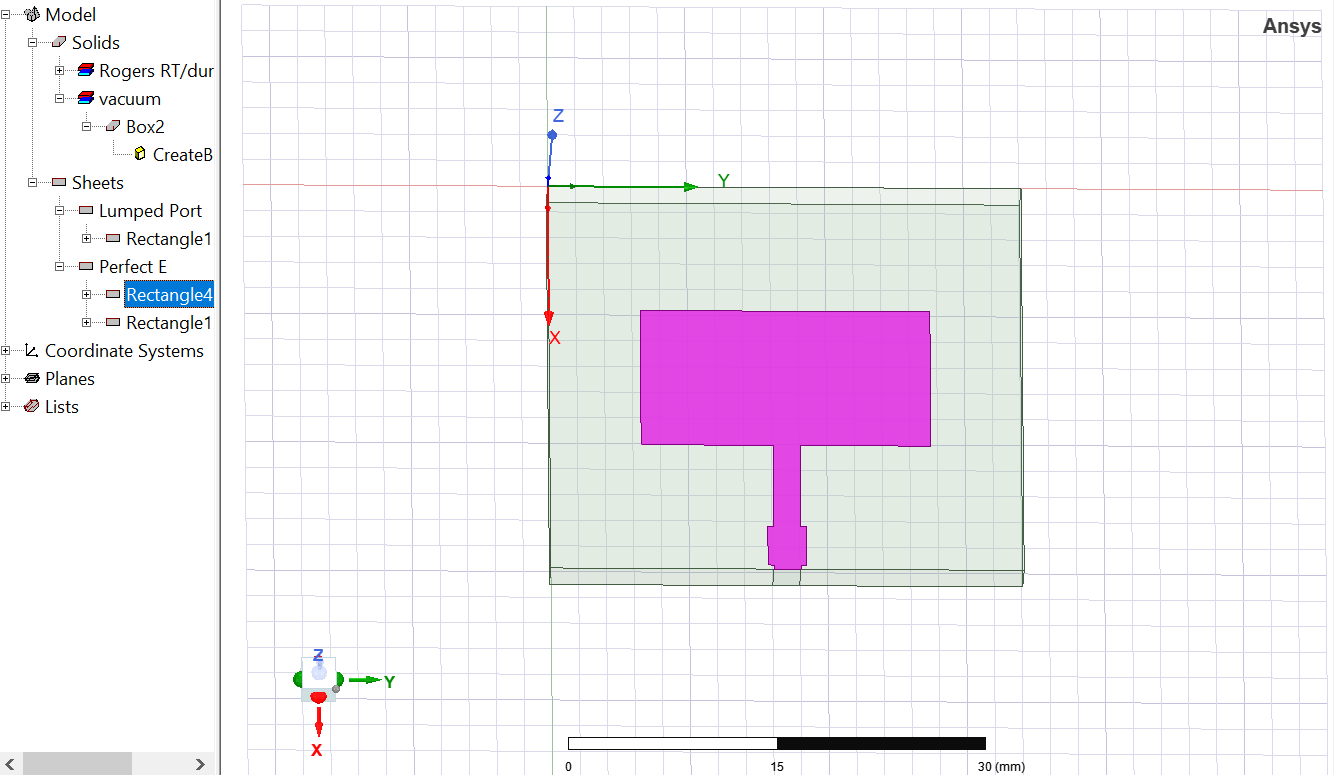 Model
Solids
Rogers RT/dur
vacuum
Box2
CreateB
Sheets
Lumped Port
Rectangle1
Perfect E
Rectangle4
Rectangle1
Coordinate Systems
Planes
Lists
Ansys
Z
Y
X
Z
Y
X
0 15 30 (mm)